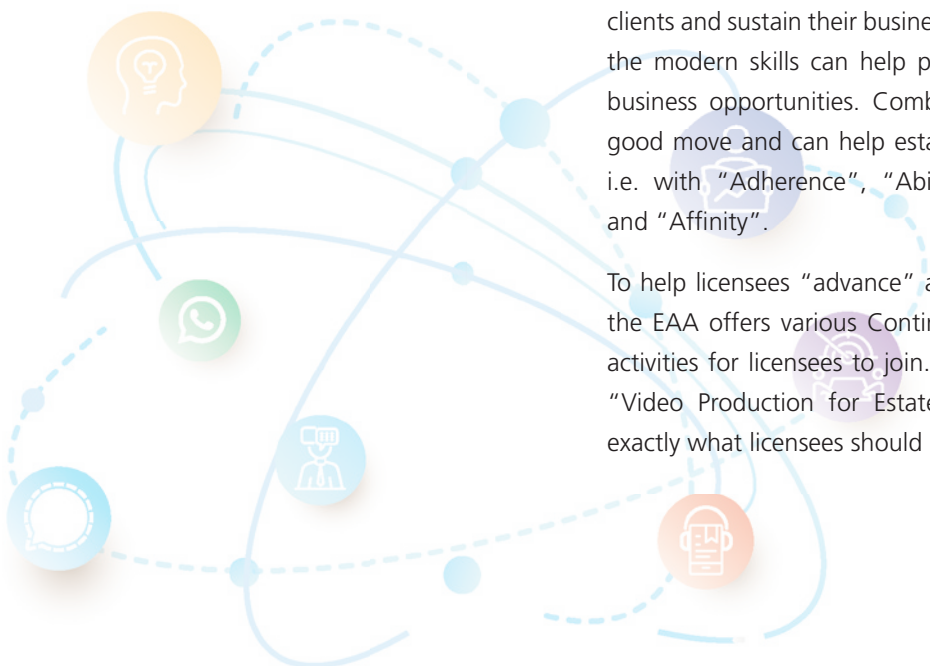 clients and sustain their busine
the modern skills can help p
business opportunities. Comb
good move and can help esta
i.e. with “Adherence”, “Abi
and “Affinity”.
To help licensees “advance” a
the EAA offers various Contin
activities for licensees to join.
“Video Production for Estate
exactly what licensees should